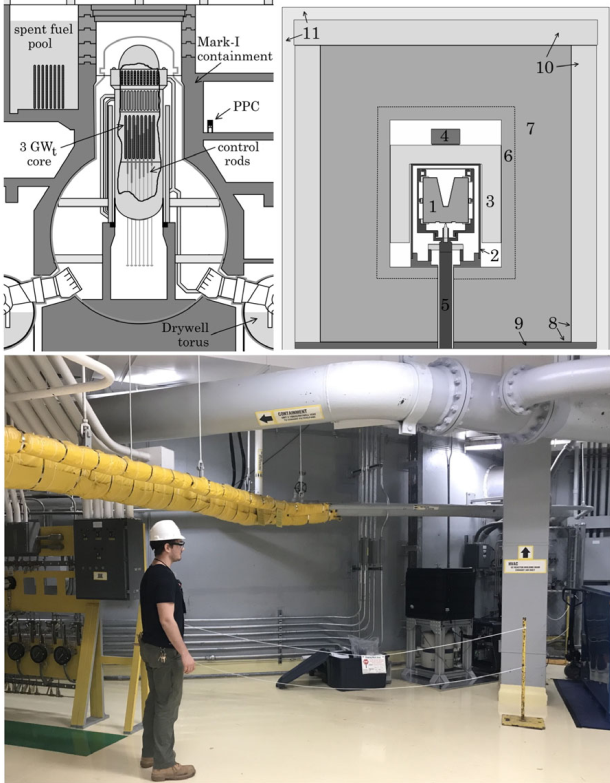 spent fuel
pool
Mark-I
containment
PPC
3 GWt
core
control
rods
Drywell
torus
11
10
7
4
6
1
3
2
5
9
8
CONTAINMENT
HVAC